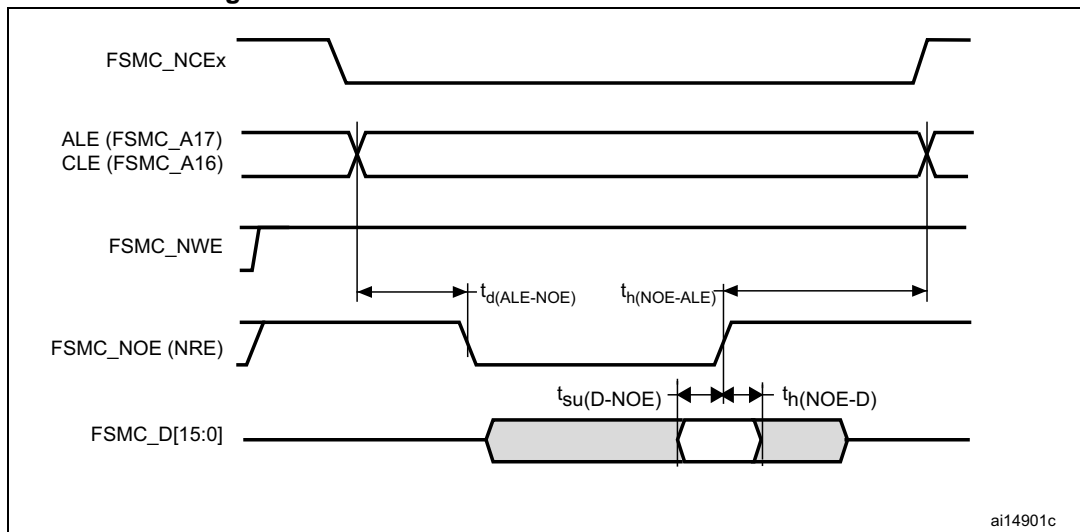 FSMC_NCEx
ALE (FSMC_A17)
CLE (FSMC_A16)
FSMC_NWE
td(ALE-NOE)
th(NOE-ALE)
FSMC_NOE (NRE)
tsu(D-NOE)
th(NOE-D)
FSMC_D[15:0]
ai14901c